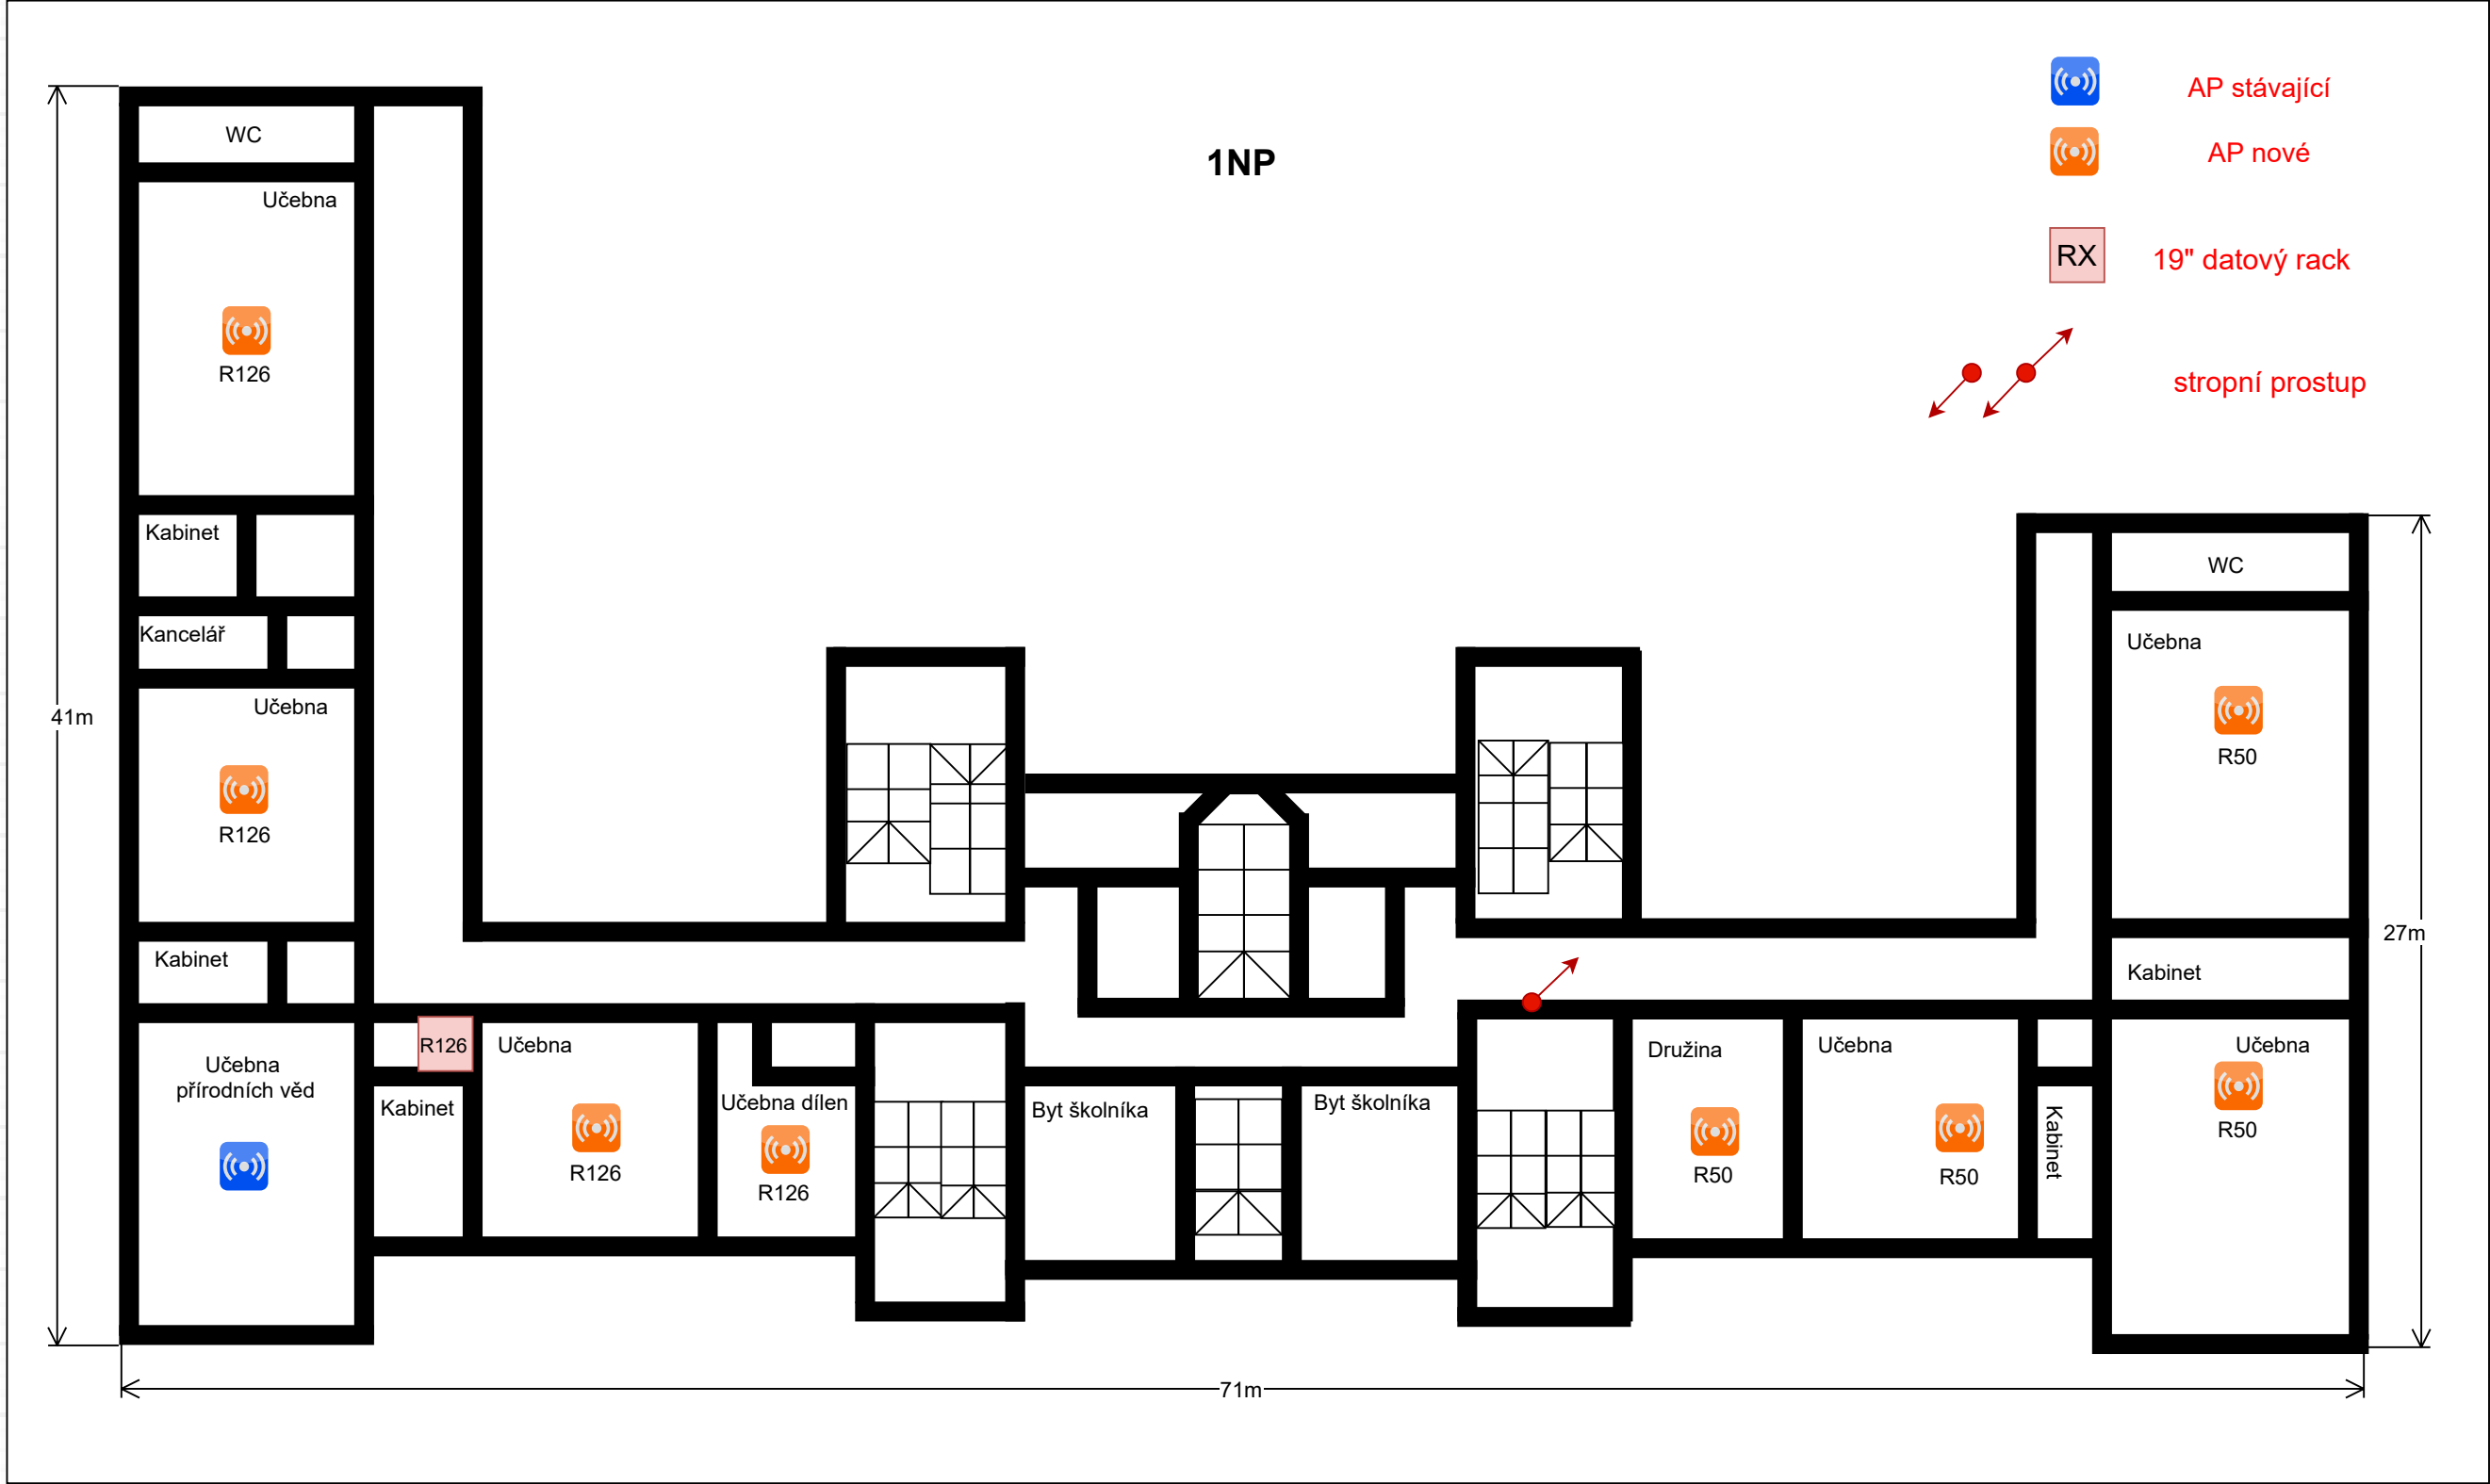 1NP
AP stávající
AP nové
RX
19" datový rack
stropní prostup
WC
Učebna
R126
Kabinet
Kancelář
Učebna
R126
41m
Kabinet
Učebna
přírodních věd
R126
Kabinet
Učebna
R126
Učebna dílen
R126
Byt školníka
Byt školníka
Družina
R50
Učebna
R50
Kabinet
WC
Učebna
R50
27m
Kabinet
Učebna
R50
71m